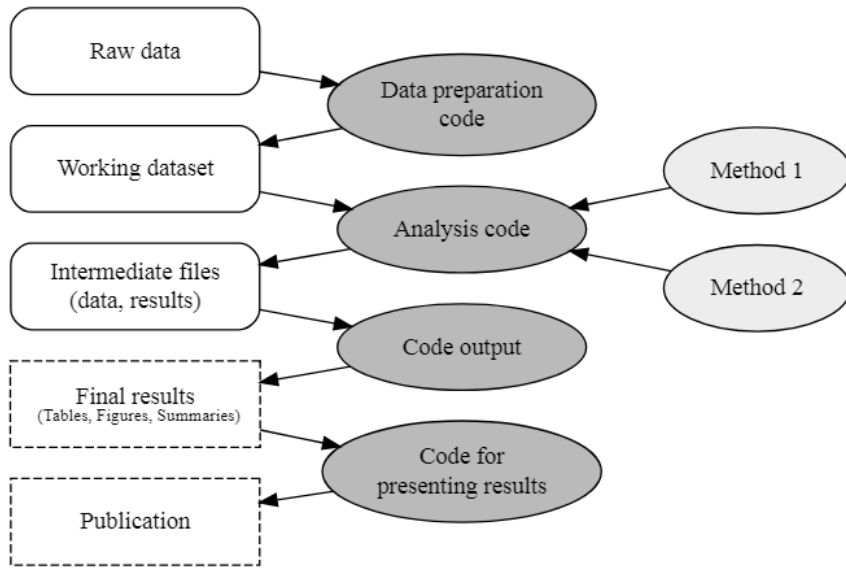 Raw data
Data preparation
code
Working dataset
Method 1
Analysis code
Intermediate files
(data, results)
Method 2
Code output
Final results
(Tables, Figures, Summaries)
Code for
presenting results
Publication